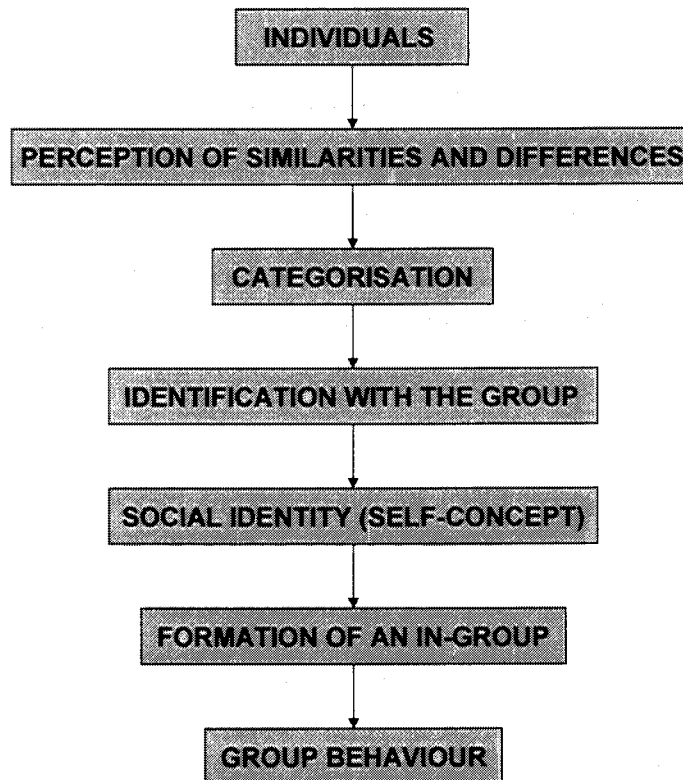 INDIVIDUALS
PERCEPTION OF SIMILARITIES AND DIFFERENCES
CATEGORISATION
IDENTIFICATION WITH THE GROUP
SOCIAL IDENTITY (SELF-CONCEPT)
FORMATION OF AN IN-GROUP
GROUP BEHAVIOUR